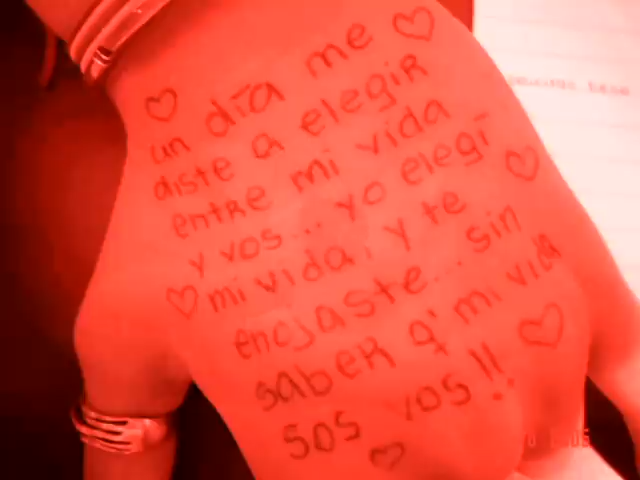 un día me
diste a elegir
entre mi vida
y vos... yo elegí
mi vida, y te
enojaste... sin
saber q' mi vida
sos vos!!